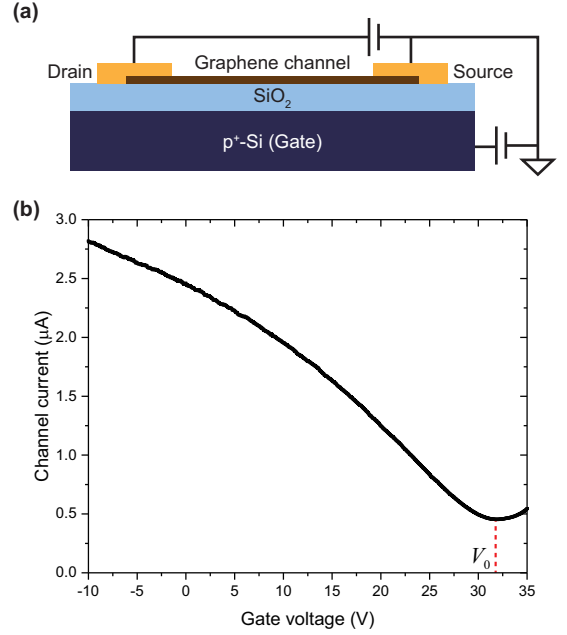 (a)
Drain
Graphene channel
Source
SiO₂
p⁺-Si (Gate)
(b)
Channel current (μA)
3.0
2.5
2.0
1.5
1.0
0.5
0.0
V₀
-10 -5 0 5 10 15 20 25 30 35
Gate voltage (V)